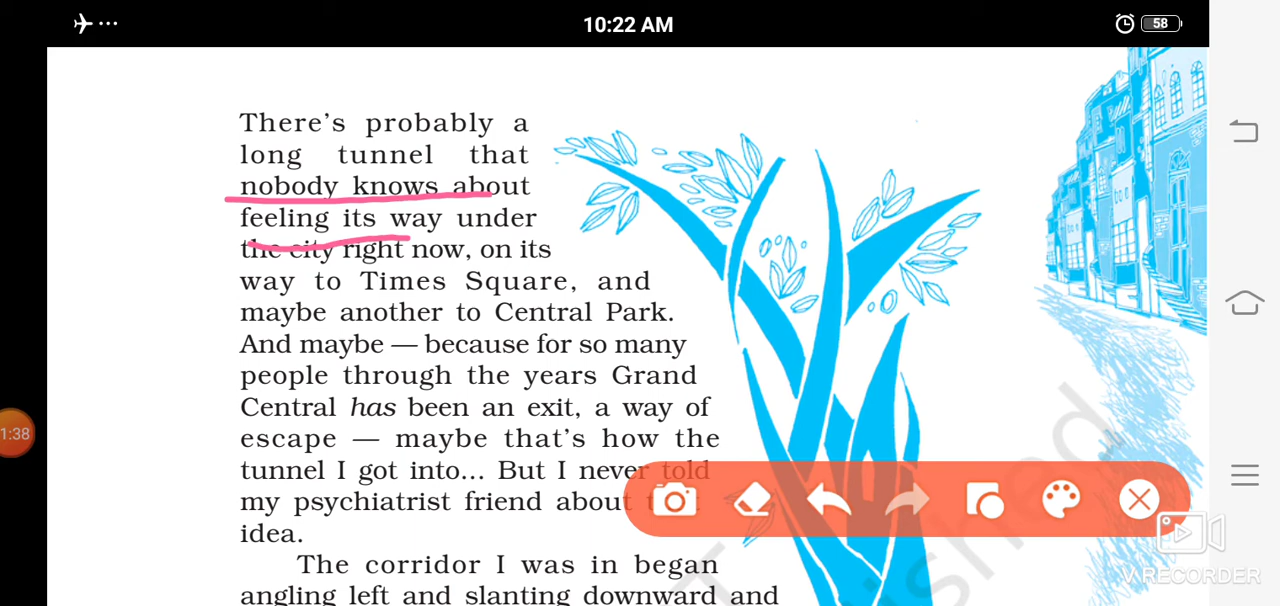 10:22 AM
58
There's probably a
long tunnel that
nobody knows about
feeling its way under
the city right now, on its
way to Times Square, and
maybe another to Central Park.
And maybe — because for so many
people through the years Grand
Central has been an exit, a way of
escape — maybe that's how the
tunnel I got into... But I never told
my psychiatrist friend about
idea.
The corridor I was in began
angling left and slanting downward and
1:38
V RECORDER